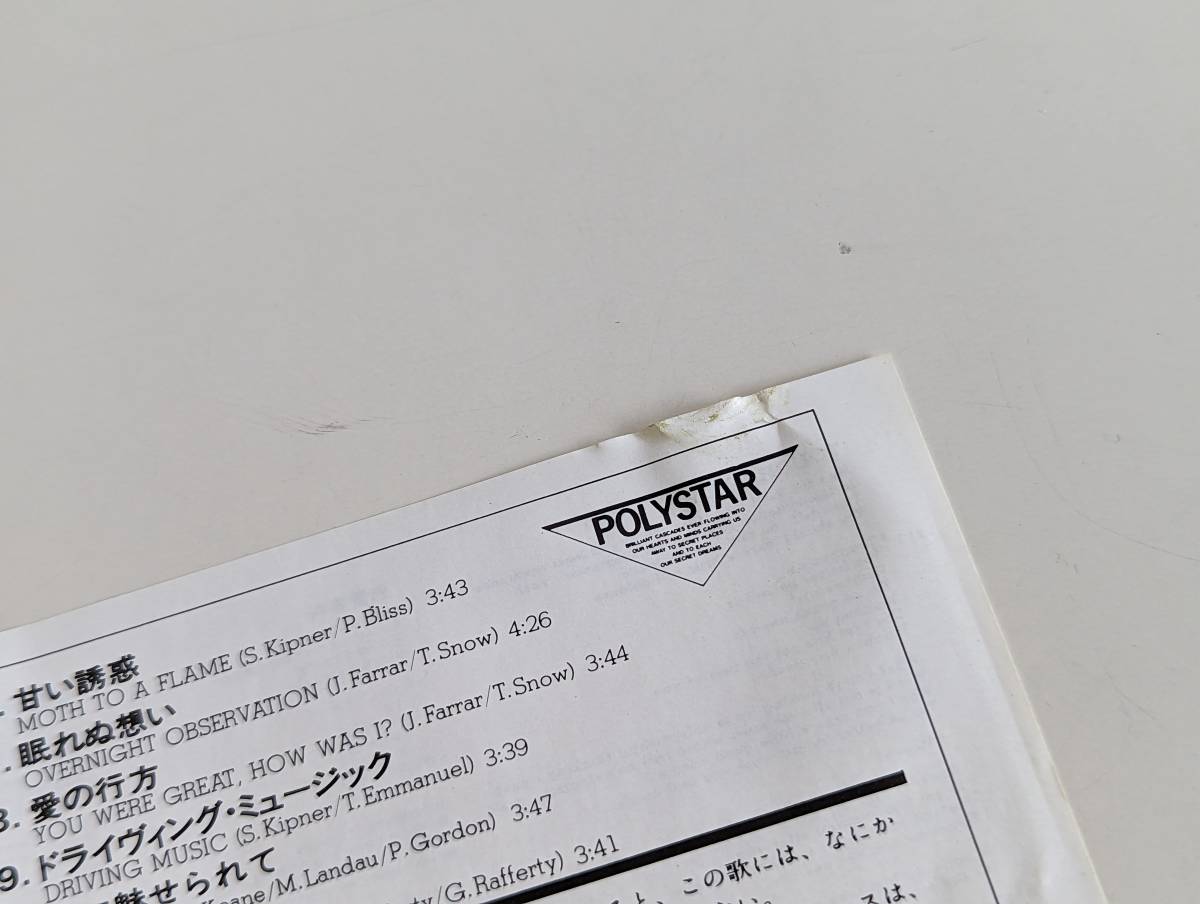 POLYSTAR
BRILLIANT CASCADES EVER FLOWING INTO
OUR HEARTS AND MINDS CARRYING US
AWAY TO SECRET PLACES
AND TO EACH
OUR SECRET DREAMS
甘い誘惑
MOTH TO A FLAME (S.Kipner/P.Bliss) 3:43
眠れぬ想い
OVERNIGHT OBSERVATION (J.Farrar/T.Snow) 4:26
8. 愛の行方
YOU WERE GREAT, HOW WAS I? (J.Farrar/T.Snow) 3:44
9. ドライヴィング・ミュージック
DRIVING MUSIC (S.Kipner/T.Emmanuel) 3:39
魅せられて
/M.Landau/P.Gordon) 3:47
/G.Rafferty) 3:41
この歌には、なにか
スは、